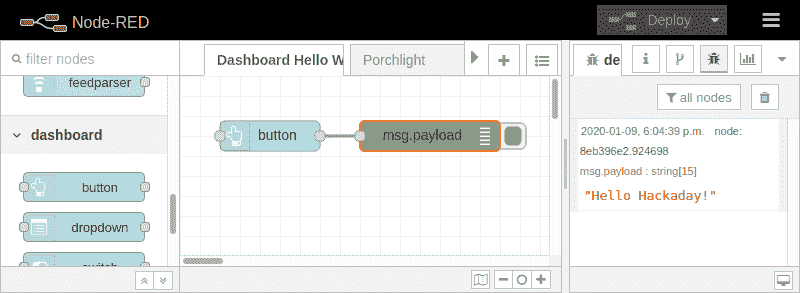 Node-RED
Deploy
filter nodes
Dashboard Hello W
Porchlight
de
feedparser
all nodes
dashboard
button
msg.payload
2020-01-09, 6:04:39 p.m. node:
8eb396e2.924698
msg.payload : string[15]
"Hello Hackaday!"
button
dropdown
switch